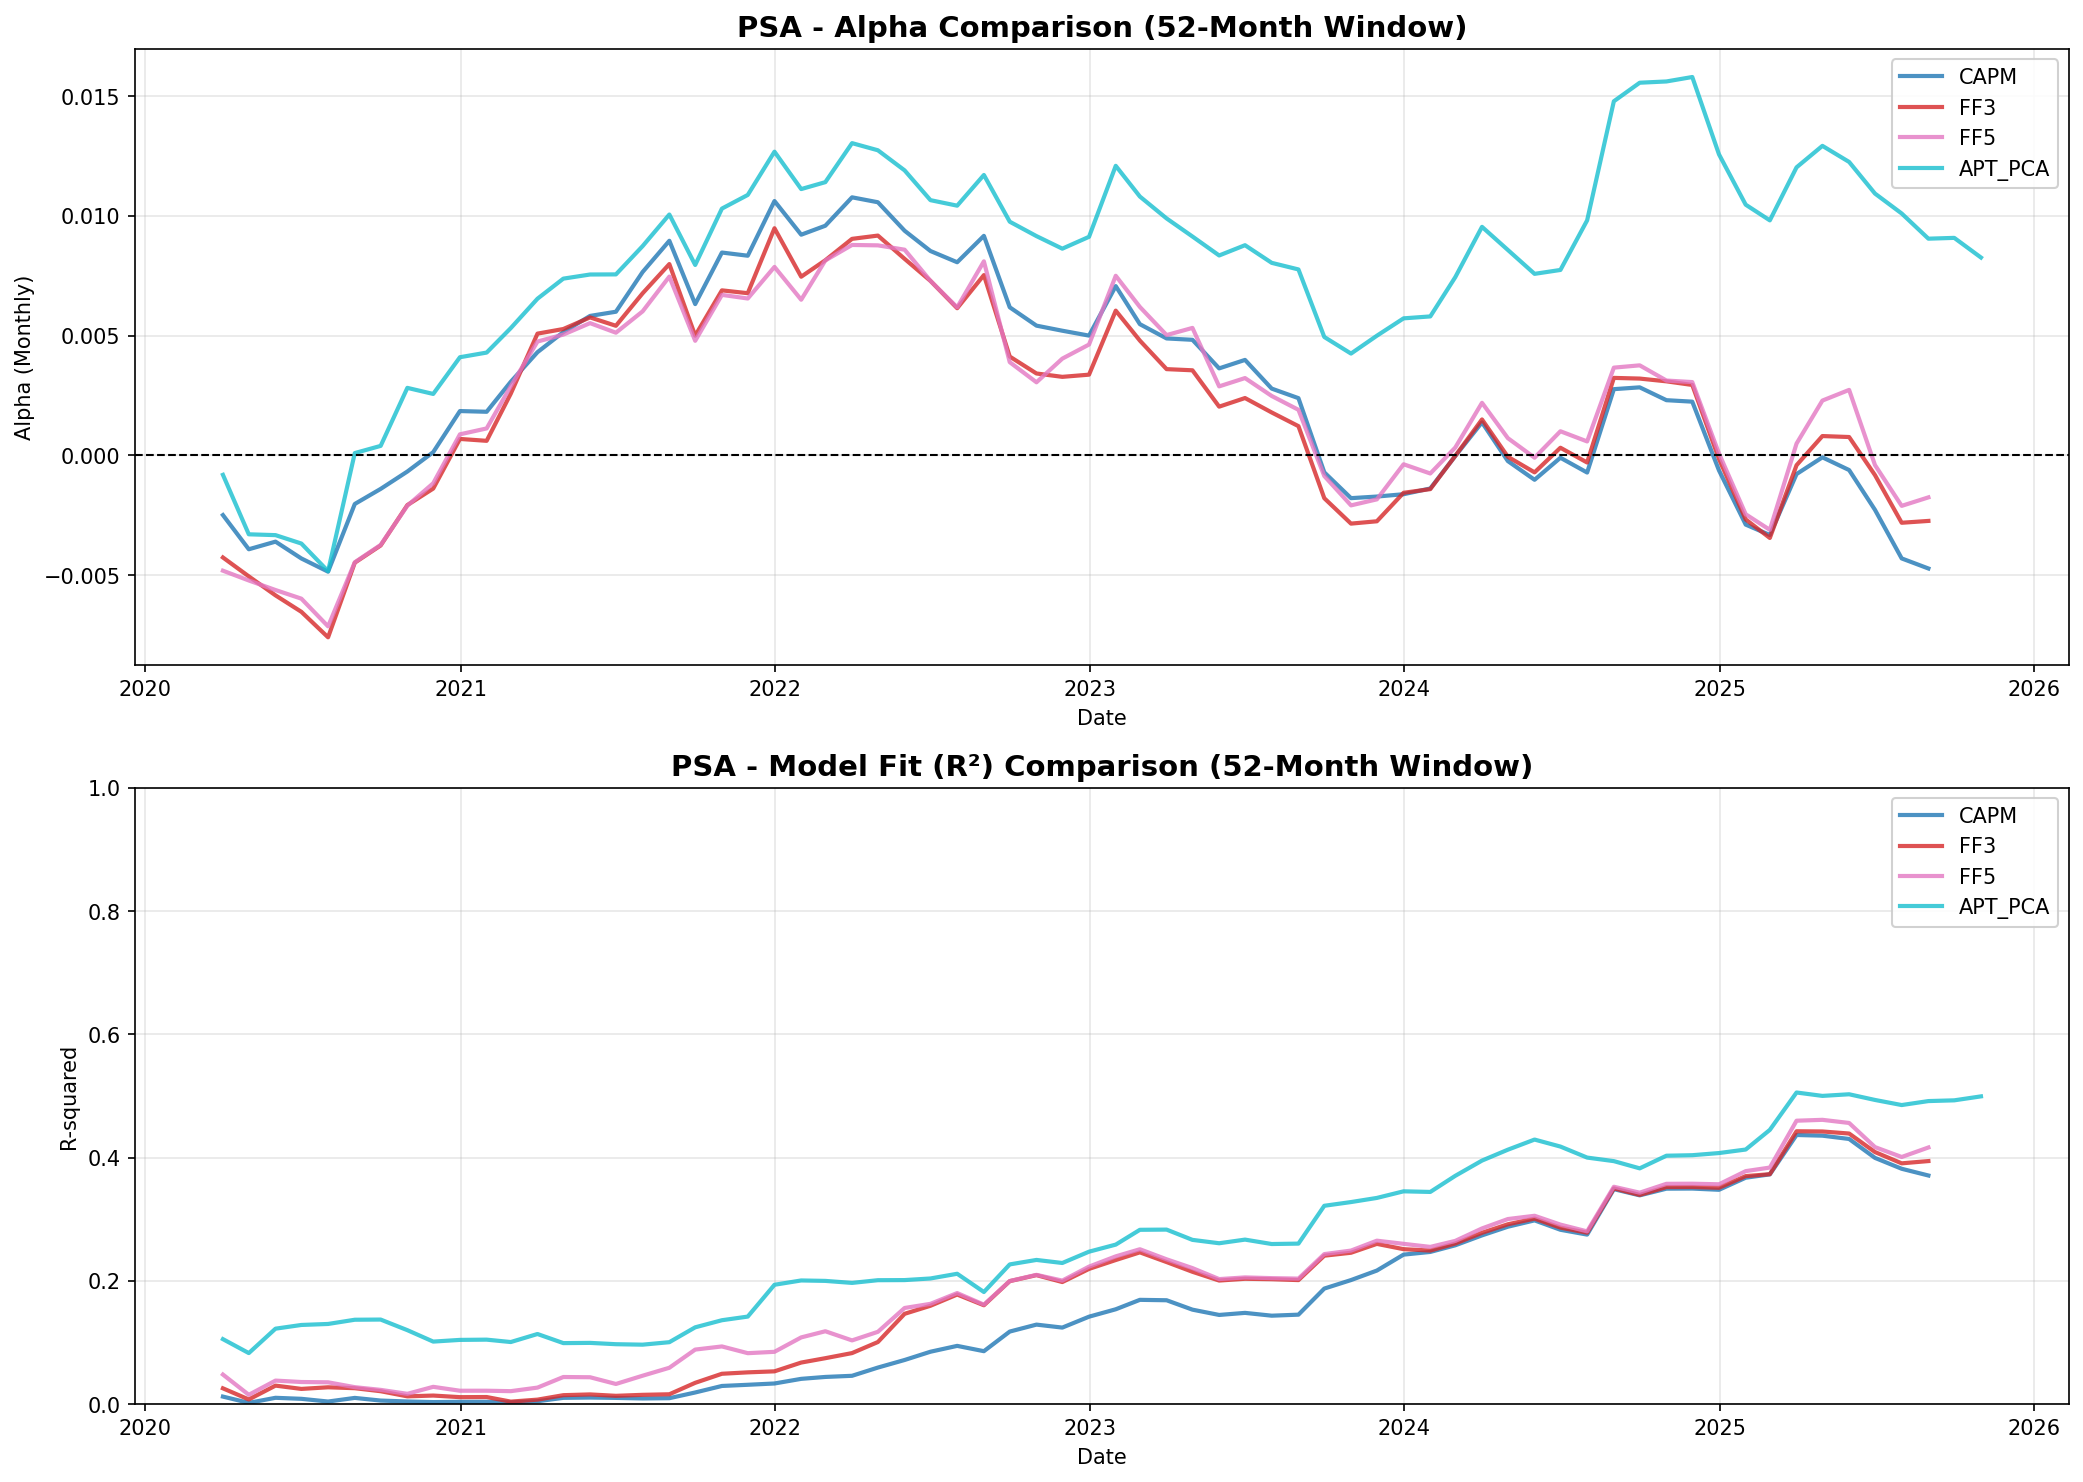 PSA - Alpha Comparison (52-Month Window)
CAPM
FF3
FF5
APT_PCA
0.015
0.010
0.005
0.000
−0.005
Alpha (Monthly)
2020 2021 2022 2023 2024 2025 2026
Date
PSA - Model Fit (R²) Comparison (52-Month Window)
CAPM
FF3
FF5
APT_PCA
1.0
0.8
0.6
0.4
0.2
0.0
R-squared
2020 2021 2022 2023 2024 2025 2026
Date